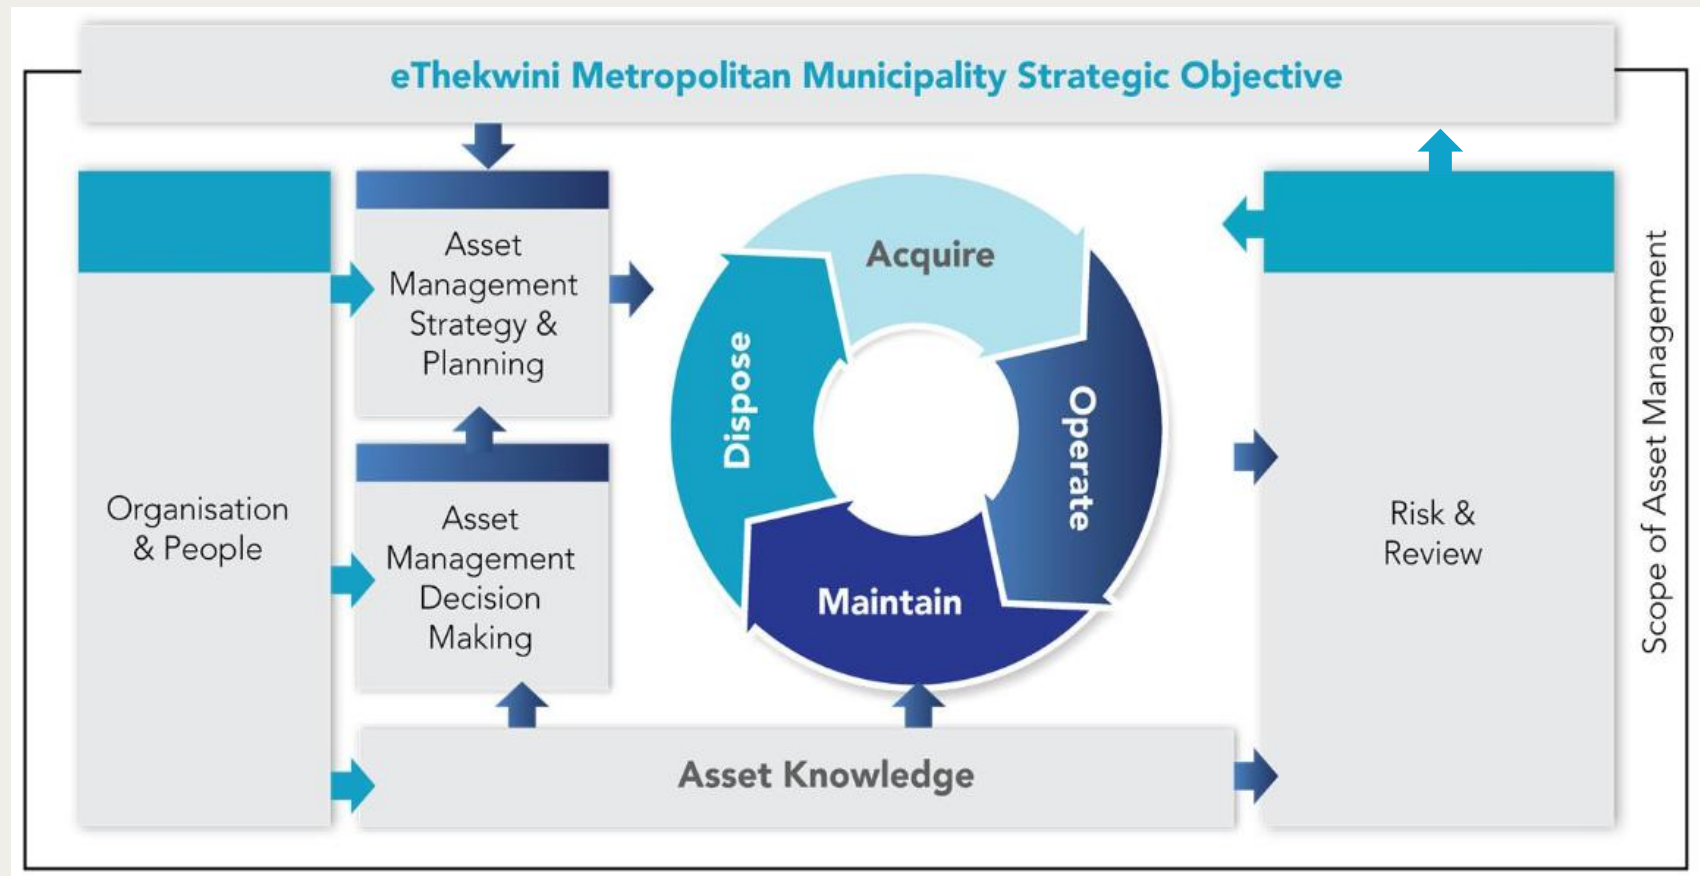 eThekwini Metropolitan Municipality Strategic Objective
Organisation
& People
Asset
Management
Strategy &
Planning
Asset
Management
Decision
Making
Acquire
Operate
Maintain
Dispose
Asset Knowledge
Risk &
Review
Scope of Asset Management